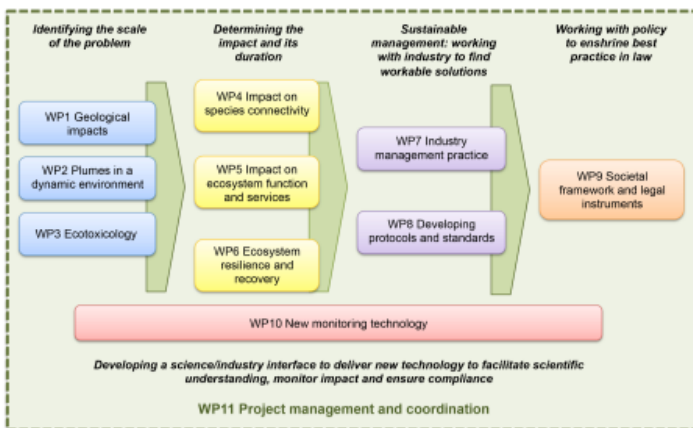 Identifying the scale
of the problem
Determining the
impact and its
duration
Sustainable
management: working
with industry to find
workable solutions
Working with policy
to enshrine best
practice in law
WP1 Geological
impacts
WP2 Plumes in a
dynamic environment
WP3 Ecotoxicology
WP4 Impact on
species connectivity
WP5 Impact on
ecosystem function
and services
WP6 Ecosystem
resilience and
recovery
WP7 Industry
management practice
WP8 Developing
protocols and standards
WP9 Societal
framework and legal
instruments
WP10 New monitoring technology
Developing a science/industry interface to deliver new technology to facilitate scientific
understanding, monitor impact and ensure compliance
WP11 Project management and coordination